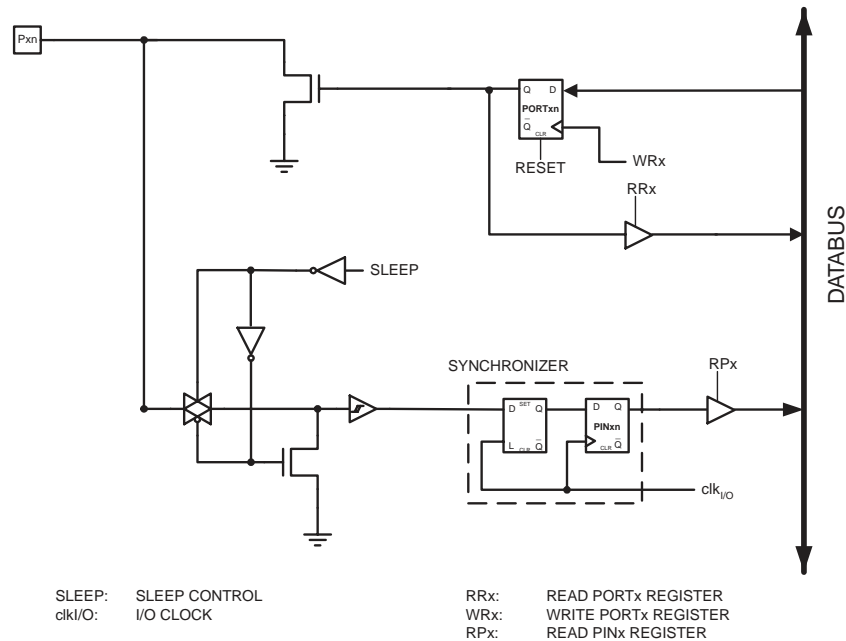 Pxn
Q D
PORTxn
Q
CLR
WRx
RESET
RRx
SLEEP
DATABUS
SYNCHRONIZER
RPx
D SET Q
D Q
PINxn
L CLR Q
CLR Q
clkI/O
SLEEP: SLEEP CONTROL
clkI/O: I/O CLOCK
RRx: READ PORTx REGISTER
WRx: WRITE PORTx REGISTER
RPx: READ PINx REGISTER